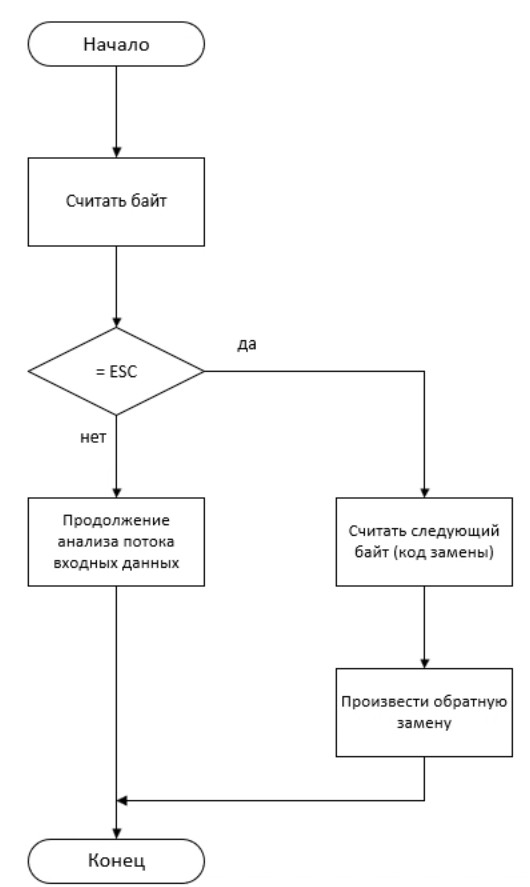 Начало
Считать байт
= ESC
да
нет
Продолжение
анализа потока
входных данных
Считать следующий
байт (код замены)
Произвести обратную
замену
Конец